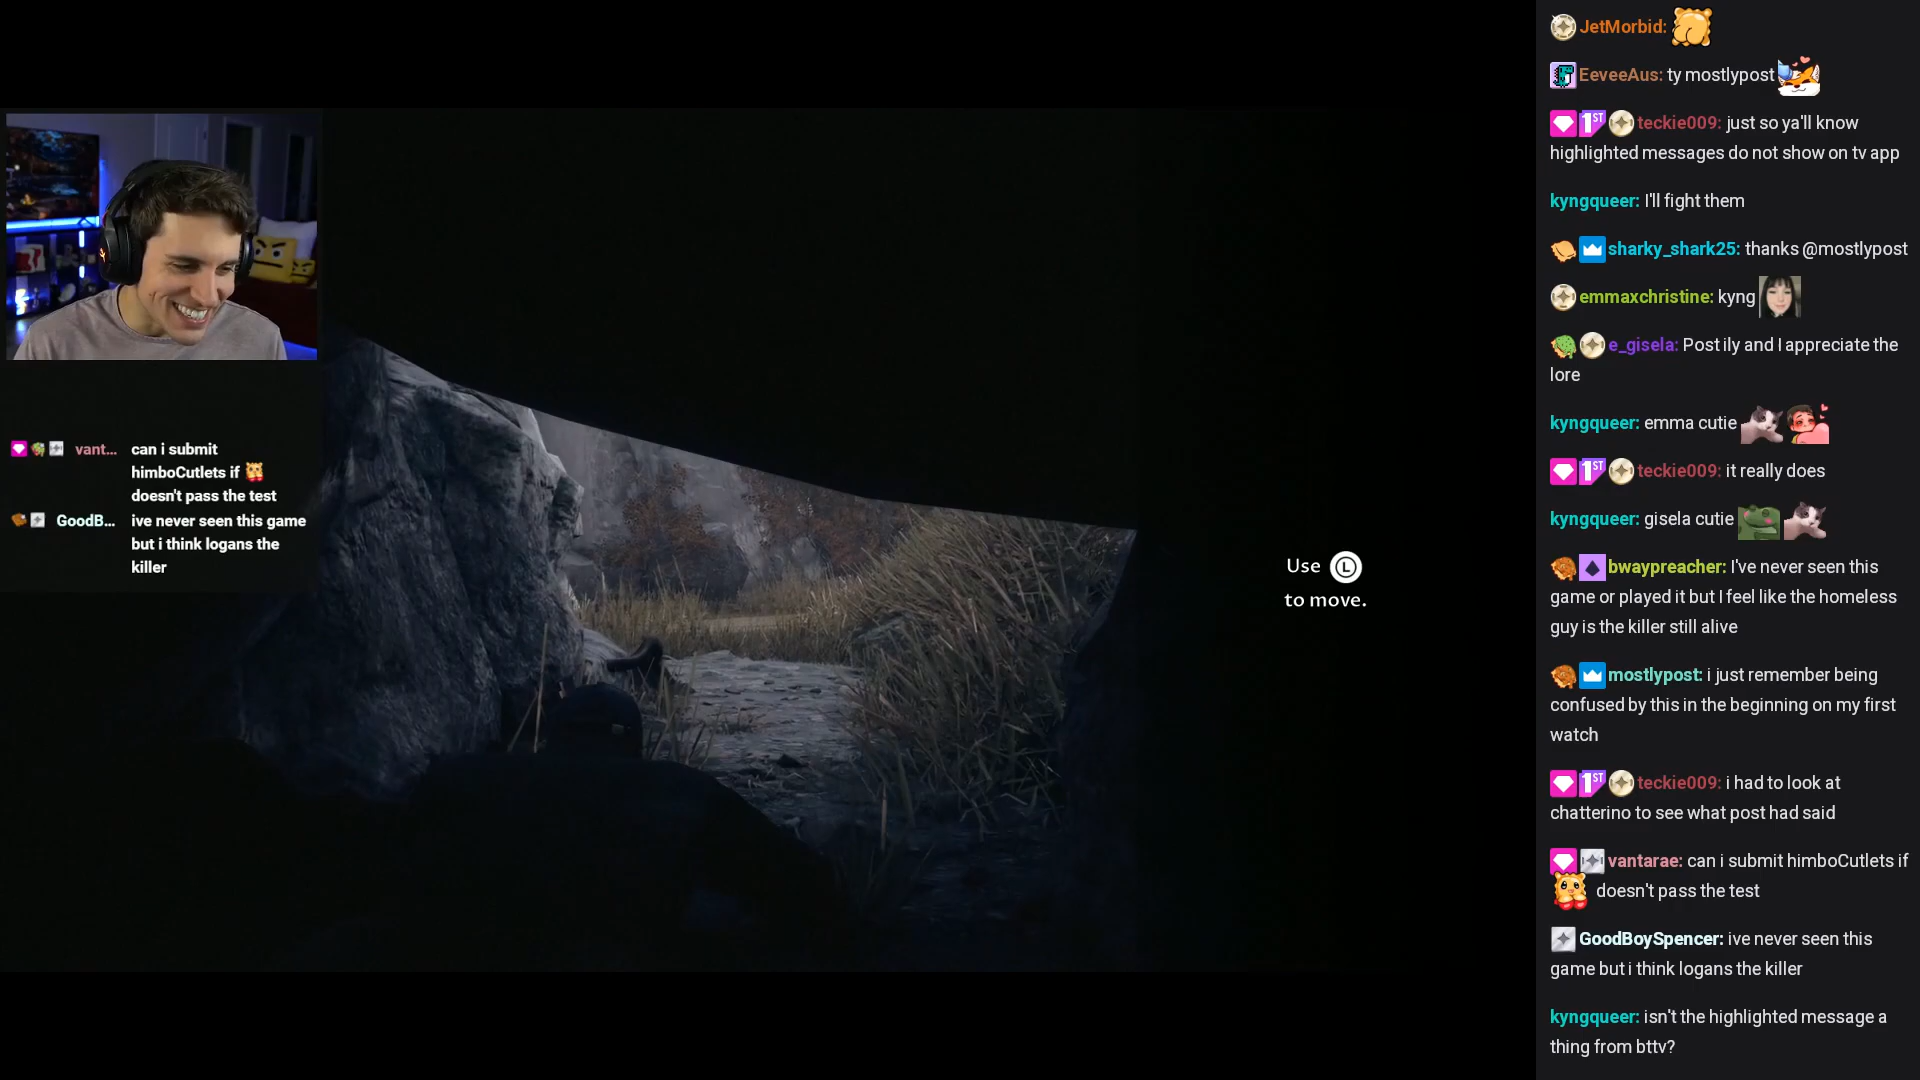 vant... can i submit
himboCutlets if
doesn't pass the test
GoodB... ive never seen this game
but i think logans the
killer
Use L
to move.
JetMorbid:
EeveeAus: ty mostlypost
1ST teckie009: just so ya'll know
highlighted messages do not show on tv app
kyngqueer: I'll fight them
sharky_shark25: thanks @mostlypost
emmaxchristine: kyng
e_gisela: Post ily and I appreciate the
lore
kyngqueer: emma cutie
1ST teckie009: it really does
kyngqueer: gisela cutie
bwaypreacher: I've never seen this
game or played it but I feel like the homeless
guy is the killer still alive
mostlypost: i just remember being
confused by this in the beginning on my first
watch
1ST teckie009: i had to look at
chatterino to see what post had said
vantarae: can i submit himboCutlets if
doesn't pass the test
GoodBoySpencer: ive never seen this
game but i think logans the killer
kyngqueer: isn't the highlighted message a
thing from bttv?